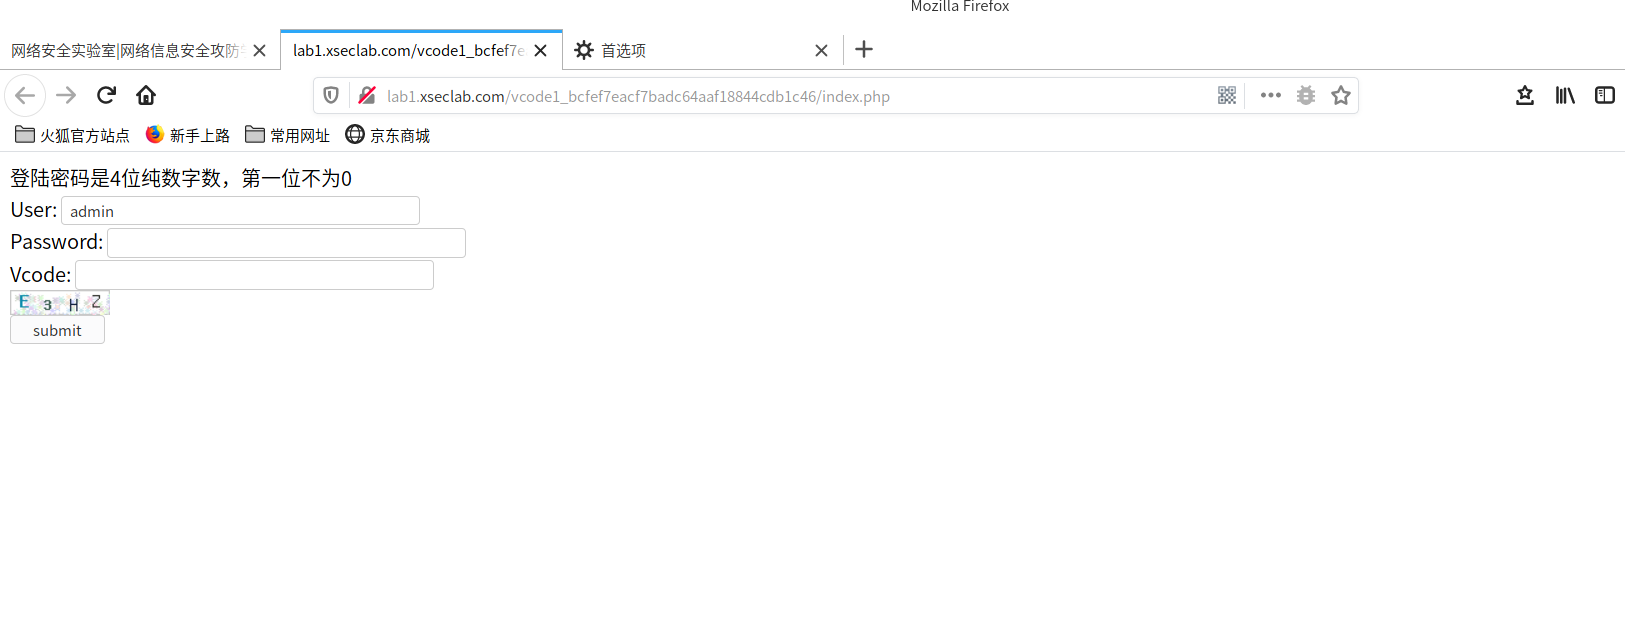 Mozilla Firefox
网络安全实验室|网络信息安全攻防
lab1.xseclab.com/vcode1_bcfef7e
首选项
lab1.xseclab.com/vcode1_bcfef7eacf7badc64aaf18844cdb1c46/index.php
火狐官方站点 新手上路 常用网址 京东商城
登陆密码是4位纯数字数，第一位不为0
User: admin
Password:
Vcode:
E 3 H Z
submit